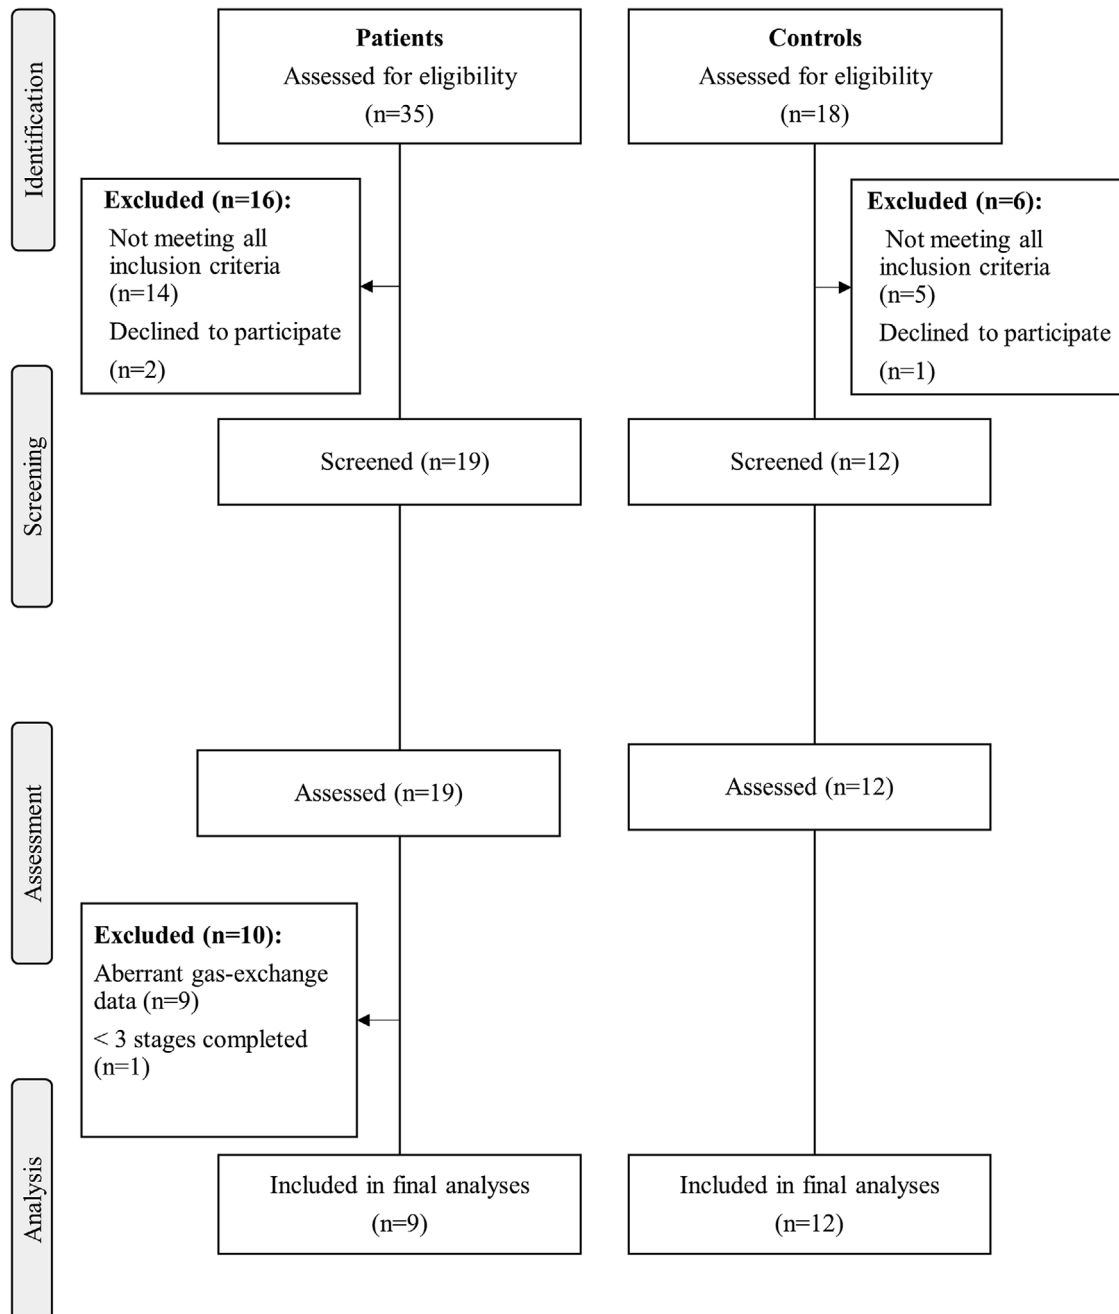 Identification
Patients
Assessed for eligibility
(n=35)
Controls
Assessed for eligibility
(n=18)
Excluded (n=16):
Not meeting all
inclusion criteria
(n=14)
Declined to participate
(n=2)
Excluded (n=6):
Not meeting all
inclusion criteria
(n=5)
Declined to participate
(n=1)
Screening
Screened (n=19)
Screened (n=12)
Assessment
Assessed (n=19)
Assessed (n=12)
Excluded (n=10):
Aberrant gas-exchange
data (n=9)
< 3 stages completed
(n=1)
Analysis
Included in final analyses
(n=9)
Included in final analyses
(n=12)